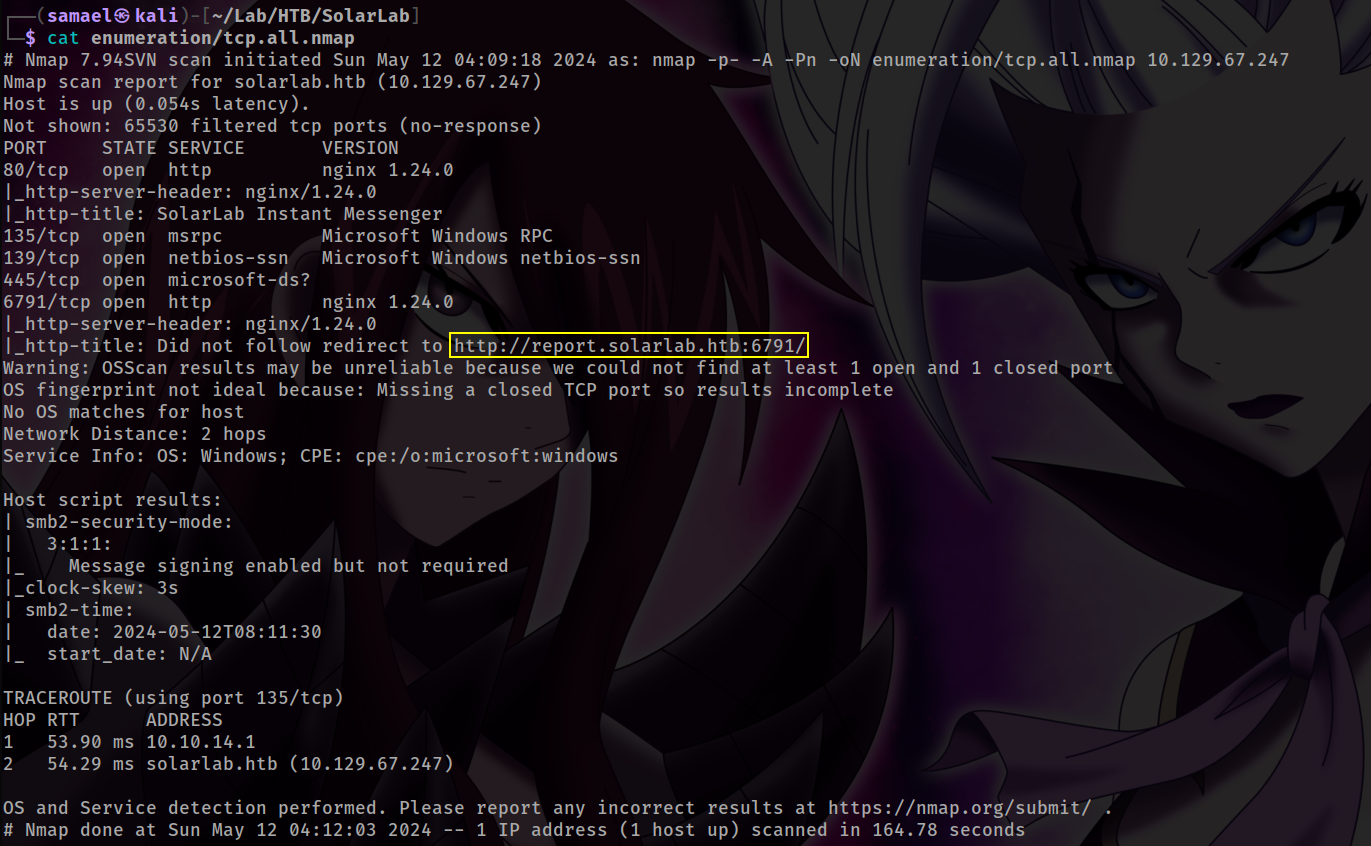 ┌──(samael㉿kali)-[~/Lab/HTB/SolarLab]
└─$ cat enumeration/tcp.all.nmap
# Nmap 7.94SVN scan initiated Sun May 12 04:09:18 2024 as: nmap -p- -A -Pn -oN enumeration/tcp.all.nmap 10.129.67.247
Nmap scan report for solarlab.htb (10.129.67.247)
Host is up (0.054s latency).
Not shown: 65530 filtered tcp ports (no-response)
PORT     STATE SERVICE       VERSION
80/tcp   open  http          nginx 1.24.0
|_http-server-header: nginx/1.24.0
|_http-title: SolarLab Instant Messenger
135/tcp  open  msrpc         Microsoft Windows RPC
139/tcp  open  netbios-ssn   Microsoft Windows netbios-ssn
445/tcp  open  microsoft-ds?
6791/tcp open  http          nginx 1.24.0
|_http-server-header: nginx/1.24.0
|_http-title: Did not follow redirect to http://report.solarlab.htb:6791/
Warning: OSScan results may be unreliable because we could not find at least 1 open and 1 closed port
OS fingerprint not ideal because: Missing a closed TCP port so results incomplete
No OS matches for host
Network Distance: 2 hops
Service Info: OS: Windows; CPE: cpe:/o:microsoft:windows

Host script results:
| smb2-security-mode:
|   3:1:1:
|_    Message signing enabled but not required
|_clock-skew: 3s
| smb2-time:
|   date: 2024-05-12T08:11:30
|_  start_date: N/A

TRACEROUTE (using port 135/tcp)
HOP RTT      ADDRESS
1   53.90 ms 10.10.14.1
2   54.29 ms solarlab.htb (10.129.67.247)

OS and Service detection performed. Please report any incorrect results at https://nmap.org/submit/ .
# Nmap done at Sun May 12 04:12:03 2024 -- 1 IP address (1 host up) scanned in 164.78 seconds